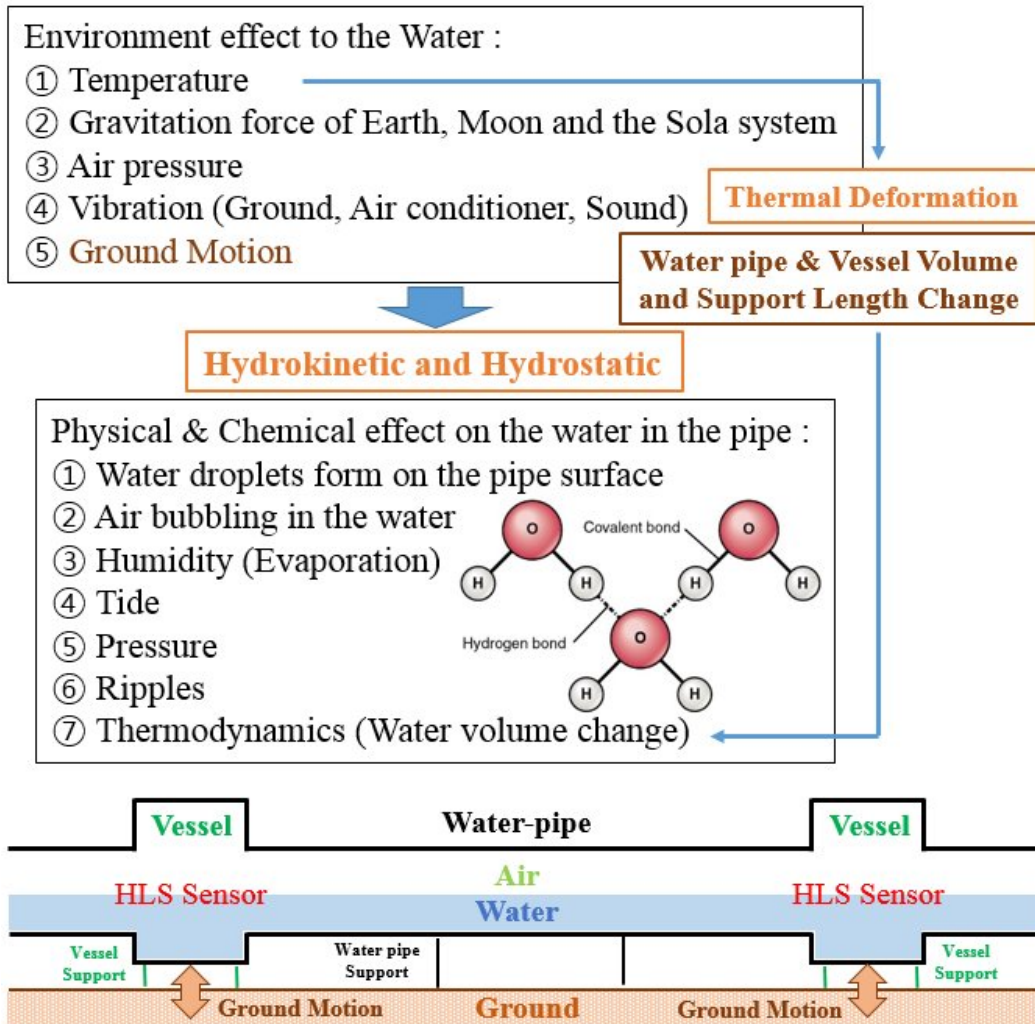 Environment effect to the Water :
① Temperature
② Gravitation force of Earth, Moon and the Sola system
③ Air pressure
④ Vibration (Ground, Air conditioner, Sound)
⑤ Ground Motion
Thermal Deformation
Water pipe & Vessel Volume
and Support Length Change
Hydrokinetic and Hydrostatic
Physical & Chemical effect on the water in the pipe :
① Water droplets form on the pipe surface
② Air bubbling in the water
③ Humidity (Evaporation)
④ Tide
⑤ Pressure
⑥ Ripples
⑦ Thermodynamics (Water volume change)
O
Covalent bond
O
H
H
H
H
Hydrogen bond
O
H
H
Vessel
Water-pipe
Vessel
HLS Sensor
Air
HLS Sensor
Water
Vessel
Support
Water pipe
Support
Vessel
Support
Ground Motion
Ground
Ground Motion